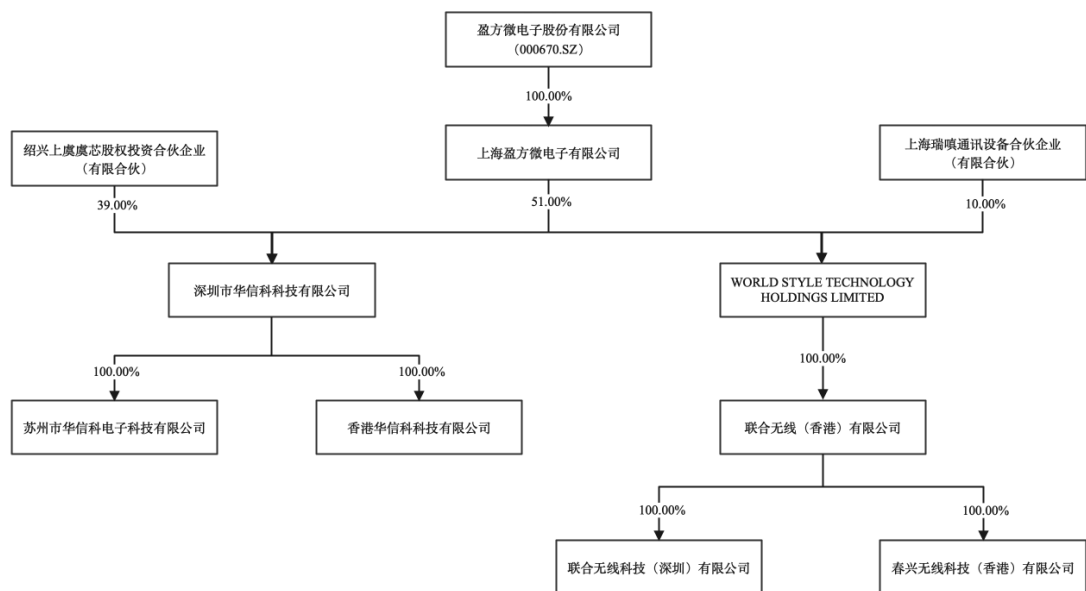 盈方微电子股份有限公司
（000670.SZ）
100.00%
绍兴上虞虞芯股权投资合伙企业
（有限合伙）
上海盈方微电子有限公司
上海瑞嗔通讯设备合伙企业
（有限合伙）
39.00%
51.00%
10.00%
深圳市华信科科技有限公司
WORLD STYLE TECHNOLOGY
HOLDINGS LIMITED
100.00%
100.00%
100.00%
苏州市华信科电子科技有限公司
香港华信科科技有限公司
联合无线（香港）有限公司
100.00%
100.00%
联合无线科技（深圳）有限公司
春兴无线科技（香港）有限公司